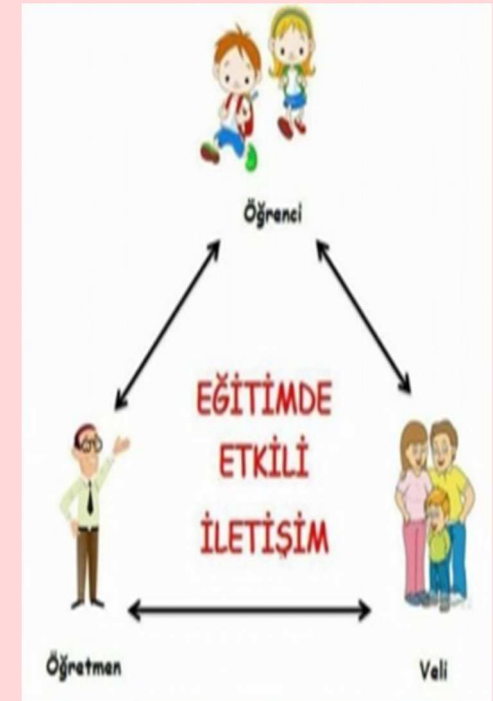 Öğrenci
EĞİTİMDE
ETKİLİ
İLETİŞİM
Öğretmen
Veli